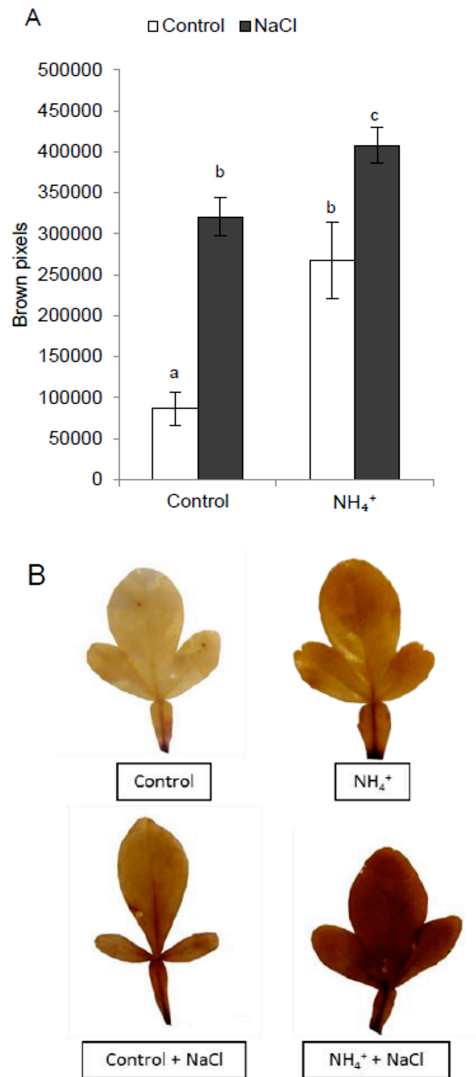 A
Control NaCl
500000
450000
400000
350000
300000
250000
200000
150000
100000
50000
0
Brown pixels
a
b
b
c
Control NH₄⁺
B
Control NH₄⁺
Control + NaCl NH₄⁺ + NaCl